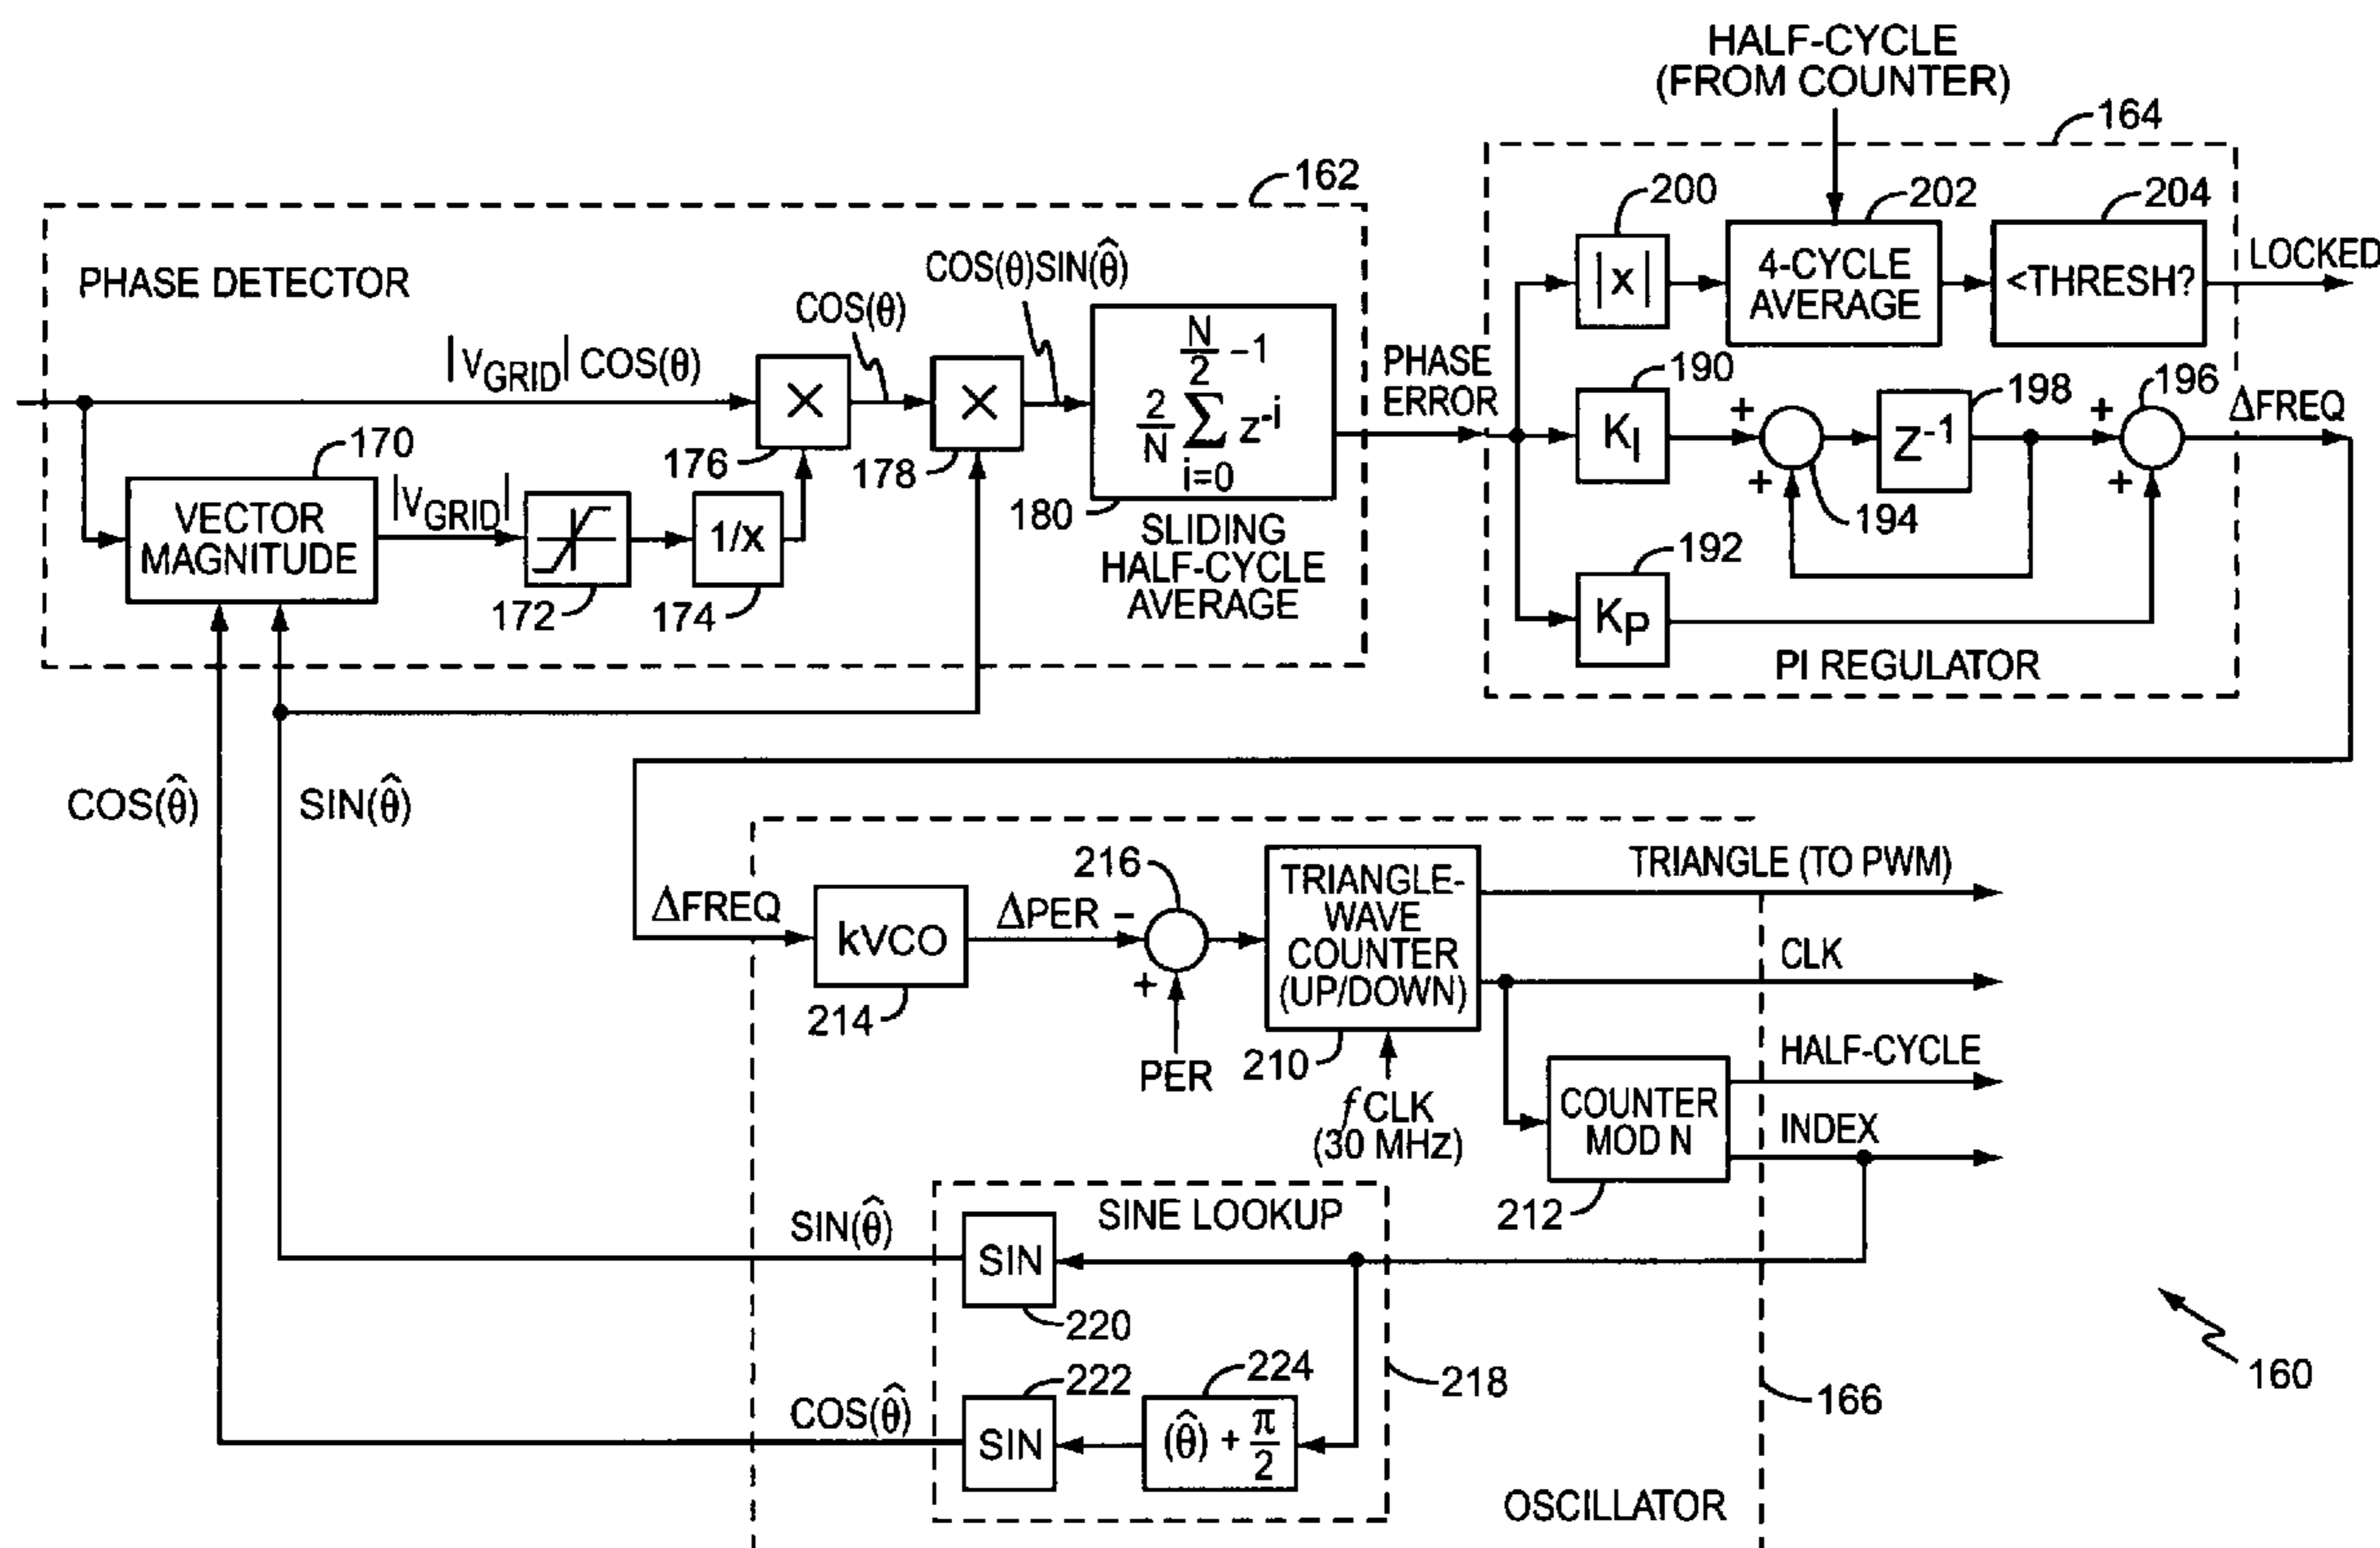 HALF-CYCLE
(FROM COUNTER)
164
162
200
202
204
PHASE DETECTOR
|V_GRID| COS(θ)
COS(θ)
COS(θ)SIN(θ̂)
|x|
4-CYCLE
AVERAGE
<THRESH?
LOCKED
×
×
N/2 -1
2/N Σ z^-i
i=0
PHASE
ERROR
190
K_I
+
+
194
Z^-1
198
+
+
196
ΔFREQ
170
VECTOR
MAGNITUDE
|V_GRID|
172
1/x
174
176
178
180
SLIDING
HALF-CYCLE
AVERAGE
192
K_P
PI REGULATOR
COS(θ̂)
SIN(θ̂)
ΔFREQ
kVCO
214
ΔPER
-
216
+
PER
TRIANGLE-
WAVE
COUNTER
(UP/DOWN)
210
fCLK
(30 MHz)
TRIANGLE (TO PWM)
CLK
HALF-CYCLE
COUNTER
MOD N
212
INDEX
SINE LOOKUP
SIN(θ̂)
SIN
220
COS(θ̂)
SIN
222
224
(θ̂) + π/2
218
166
160
OSCILLATOR